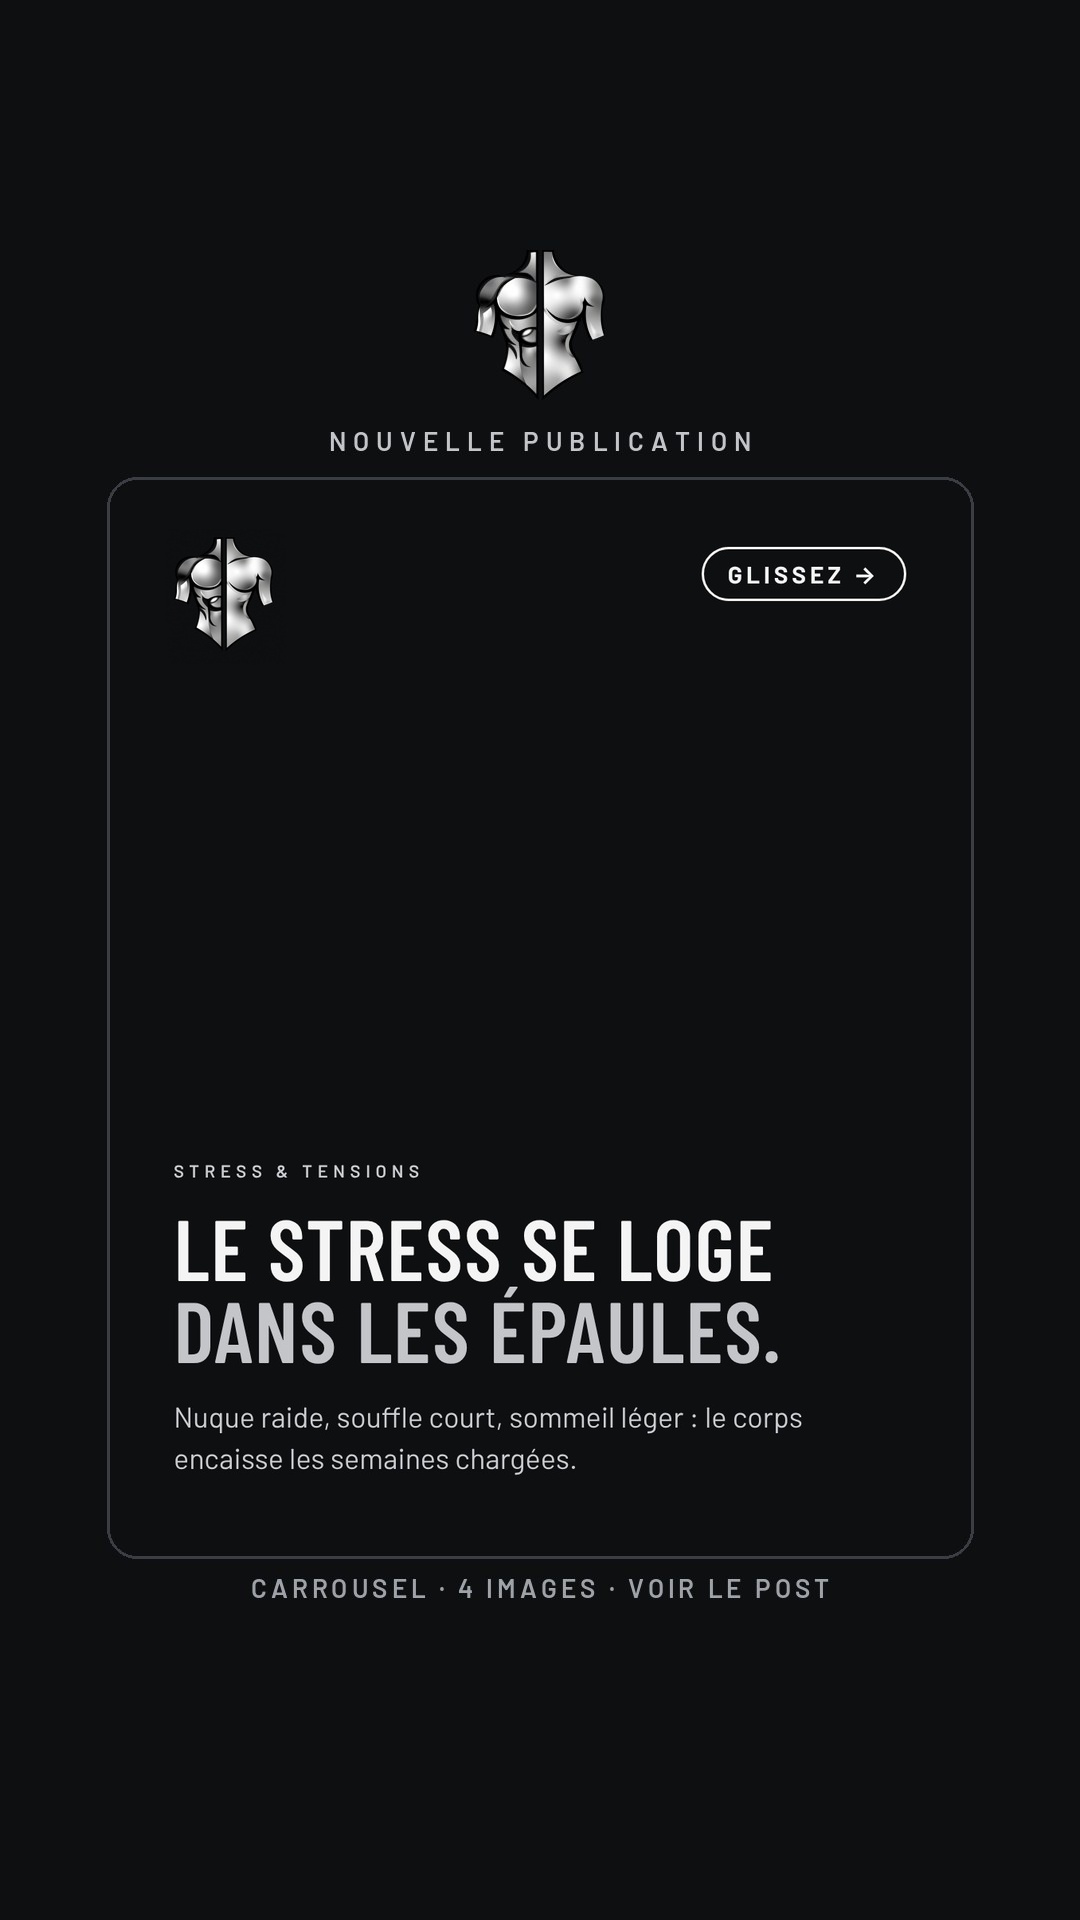 NOUVELLE PUBLICATION
GLISSEZ →
STRESS & TENSIONS
LE STRESS SE LOGE
DANS LES ÉPAULES.
Nuque raide, souffle court, sommeil léger : le corps
encaisse les semaines chargées.
CARROUSEL · 4 IMAGES · VOIR LE POST